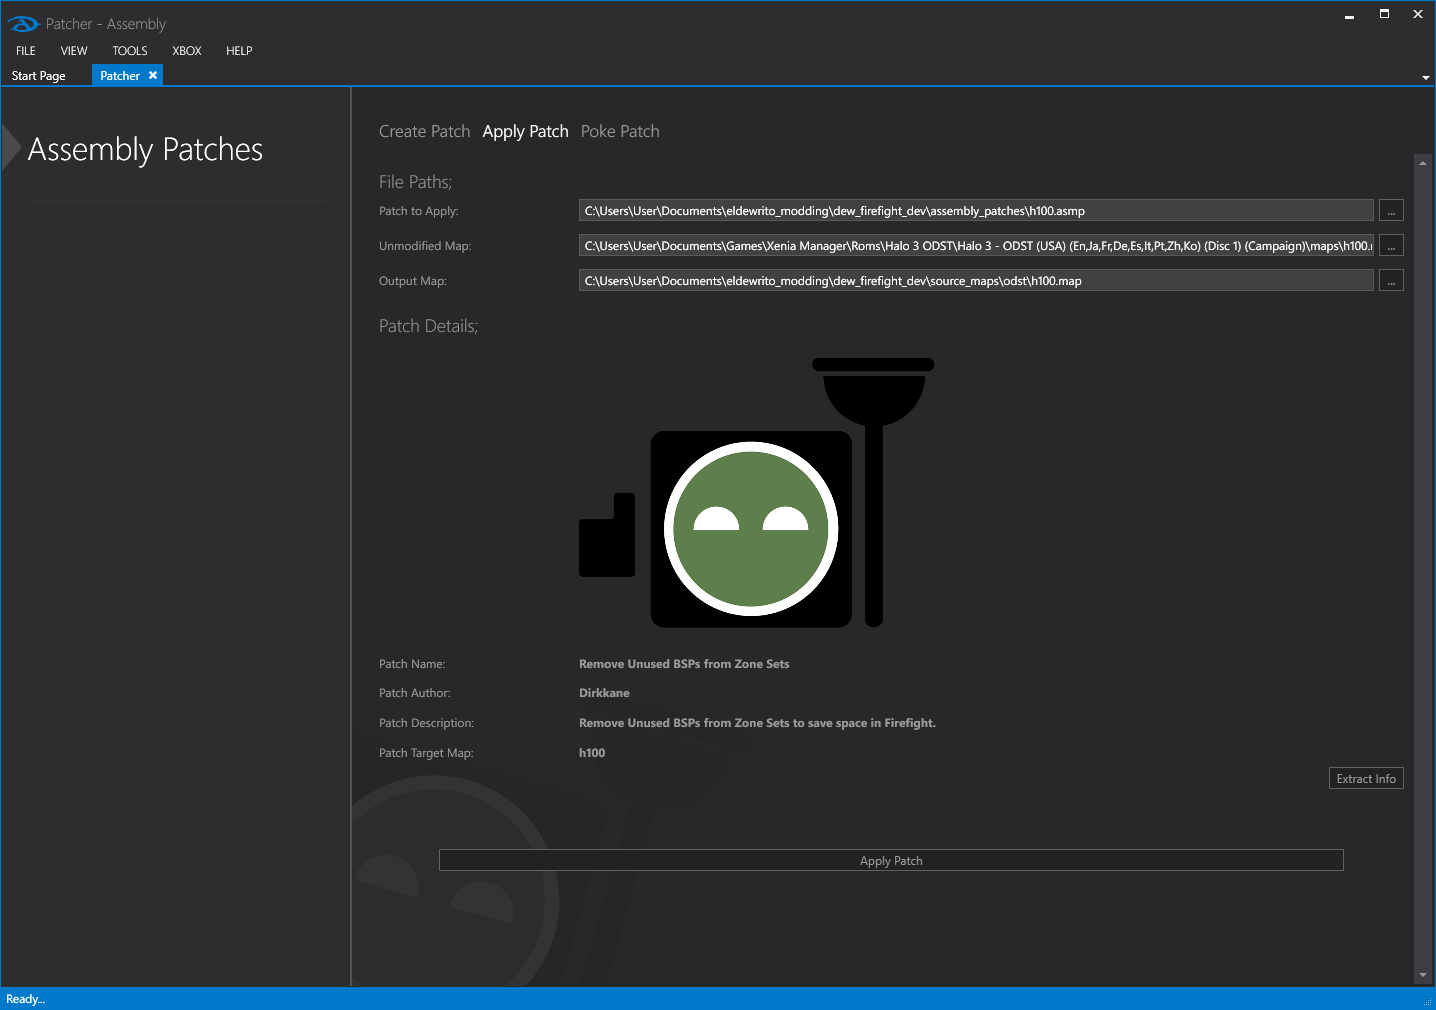 Patcher - Assembly
FILE VIEW TOOLS XBOX HELP
Start Page Patcher
Assembly Patches
Create Patch Apply Patch Poke Patch
File Paths;
Patch to Apply: C:\Users\User\Documents\eldewrito_modding\dew_firefight_dev\assembly_patches\h100.asmp ...
Unmodified Map: C:\Users\User\Documents\Games\Xenia Manager\Roms\Halo 3 ODST\Halo 3 - ODST (USA) (En,Ja,Fr,De,Es,It,Pt,Zh,Ko) (Disc 1) (Campaign)\maps\h100. ...
Output Map: C:\Users\User\Documents\eldewrito_modding\dew_firefight_dev\source_maps\odst\h100.map ...
Patch Details;
Patch Name: Remove Unused BSPs from Zone Sets
Patch Author: Dirkkane
Patch Description: Remove Unused BSPs from Zone Sets to save space in Firefight.
Patch Target Map: h100
Extract Info
Apply Patch
Ready...